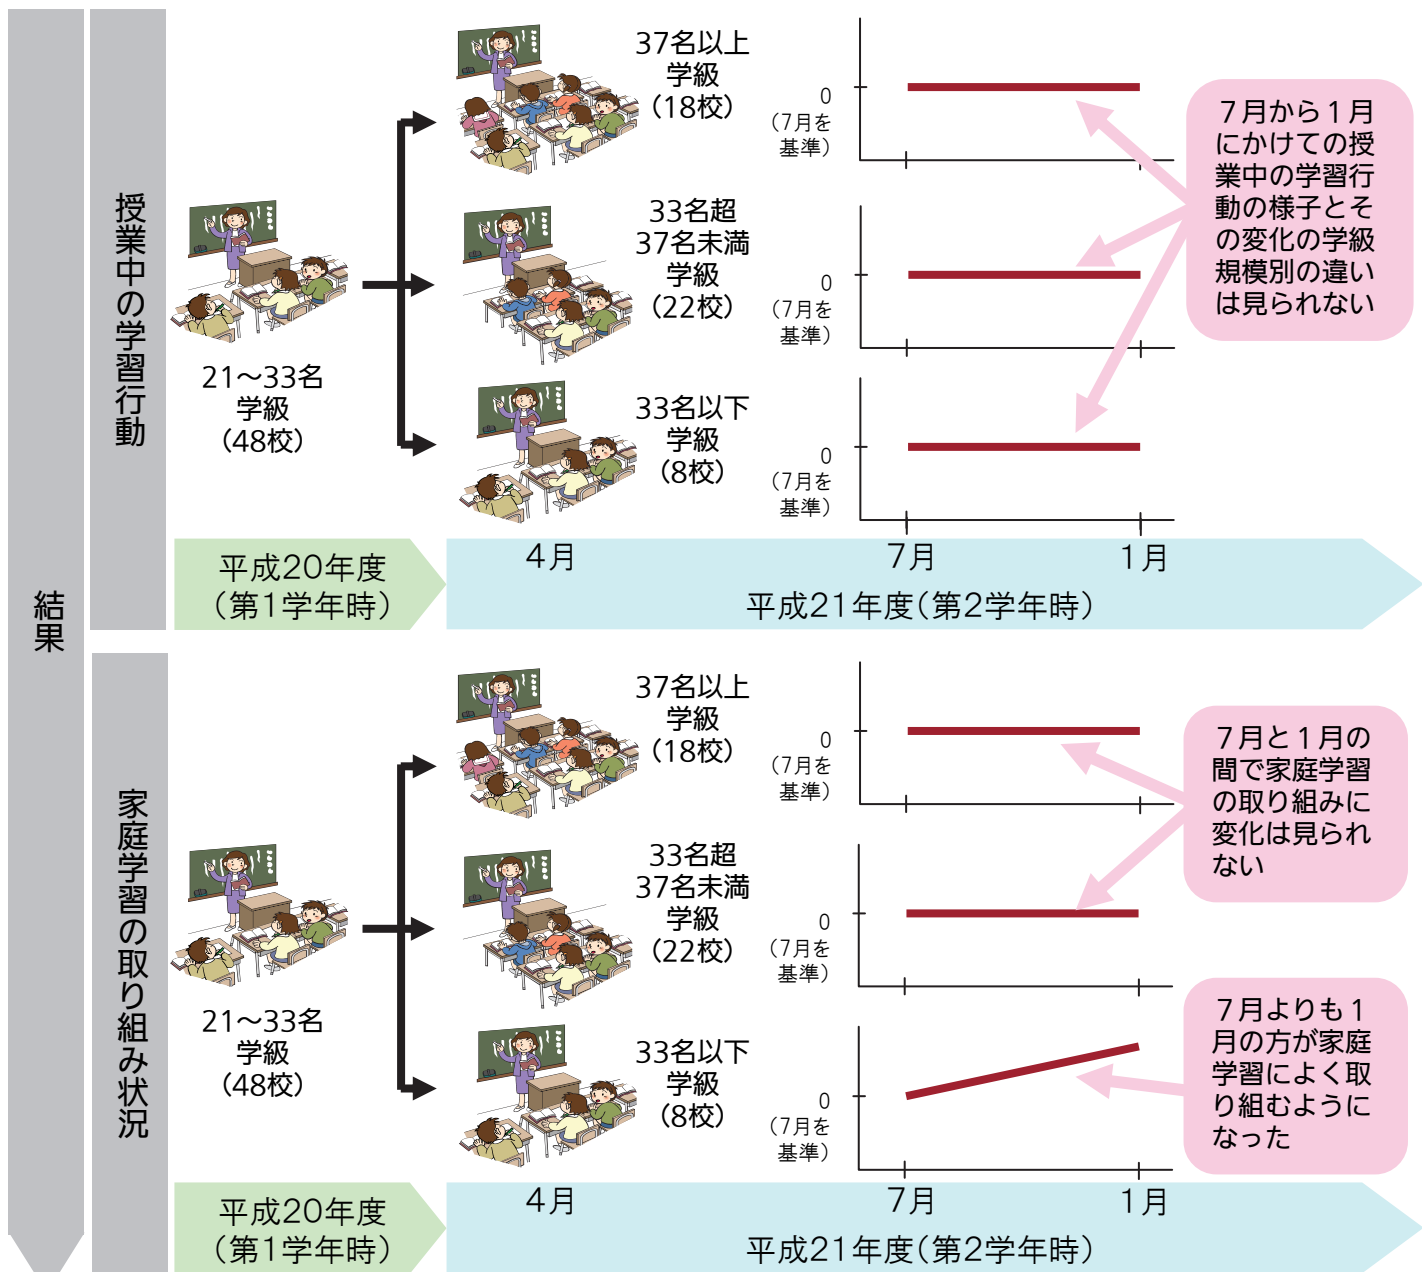 結果
授業中の学習行動
21～33名
学級
（48校）
37名以上
学級
（18校）
33名超
37名未満
学級
（22校）
33名以下
学級
（8校）
0
（7月を
基準）
0
（7月を
基準）
0
（7月を
基準）
７月から１月
にかけての授
業中の学習行
動の様子とそ
の変化の学級
規模別の違い
は見られない
平成20年度
（第1学年時）
4月
7月
1月
平成21年度（第2学年時）
家庭学習の取り組み状況
21～33名
学級
（48校）
37名以上
学級
（18校）
33名超
37名未満
学級
（22校）
33名以下
学級
（8校）
0
（7月を
基準）
0
（7月を
基準）
0
（7月を
基準）
７月と１月の
間で家庭学習
の取り組みに
変化は見られ
ない
７月よりも１
月の方が家庭
学習によく取
り組むように
なった
平成20年度
（第1学年時）
4月
7月
1月
平成21年度（第2学年時）